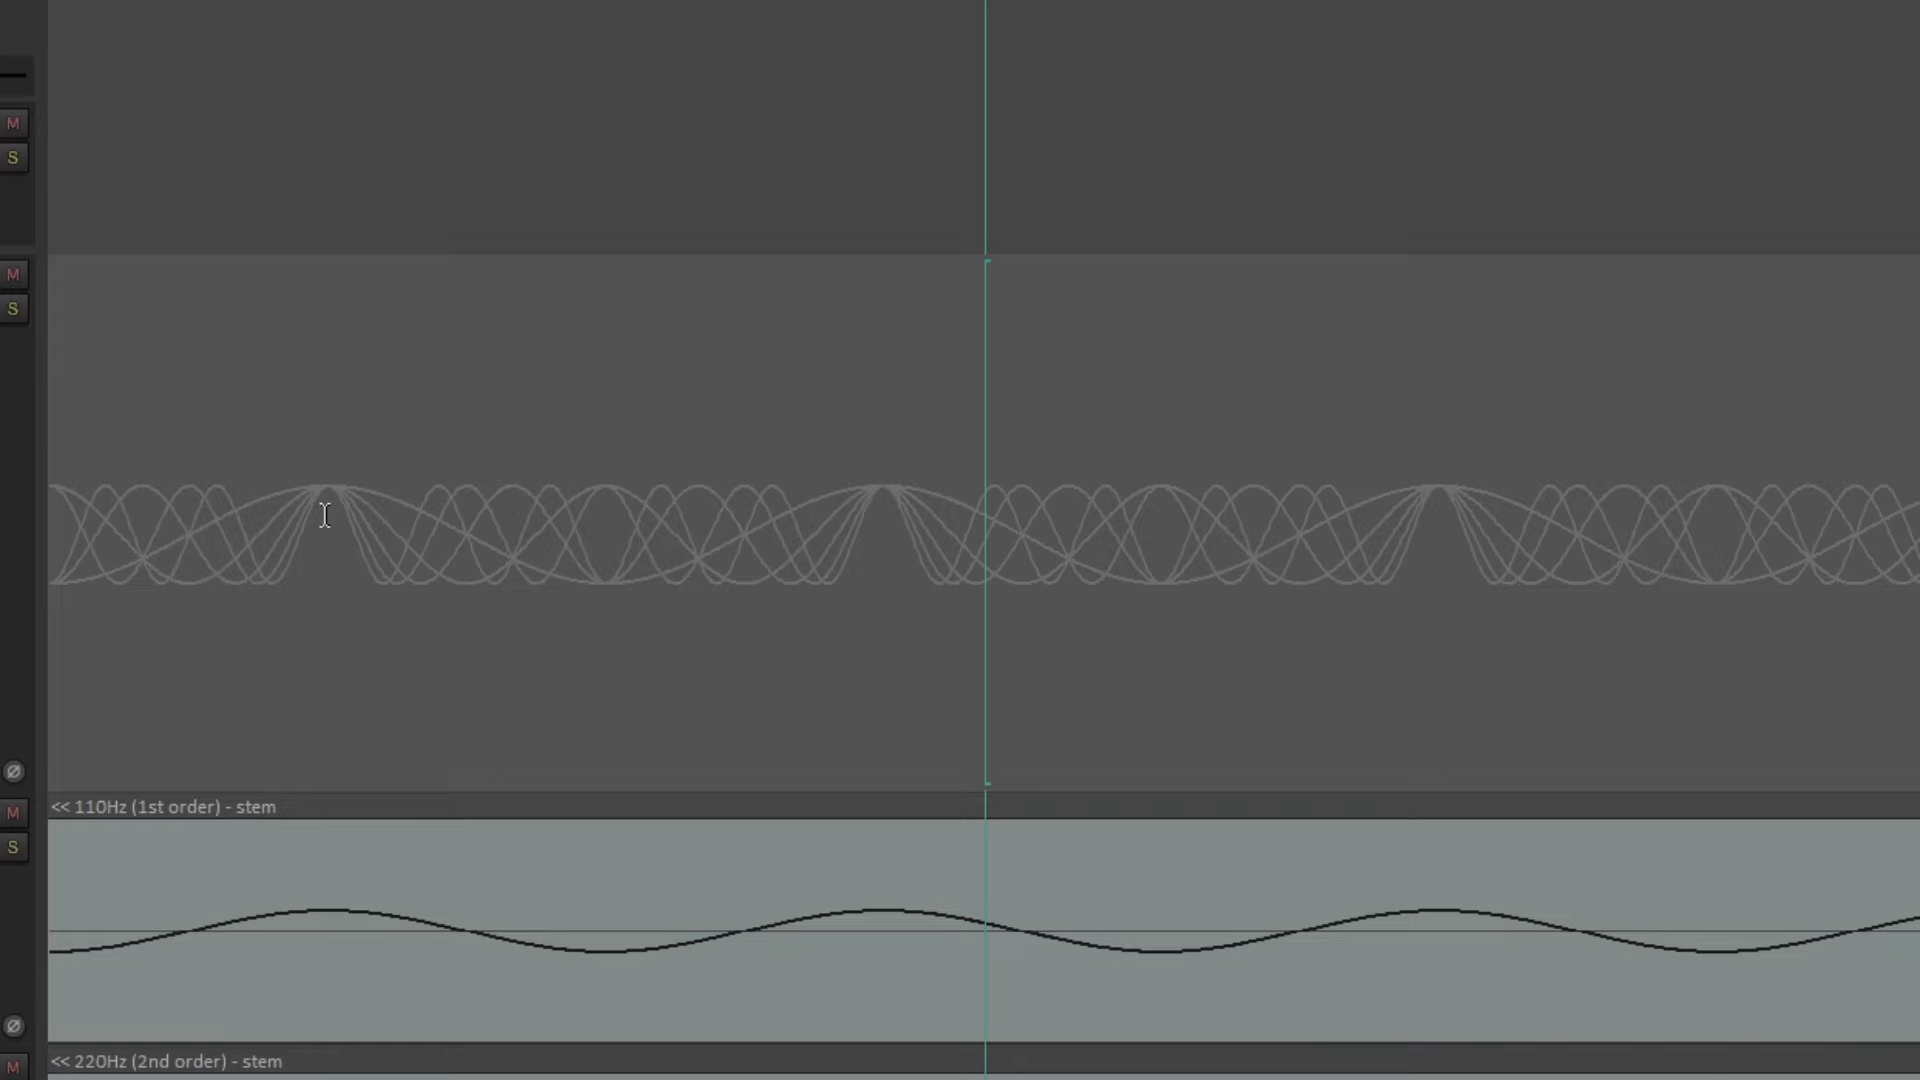 M
S
M
S
<< 110Hz (1st order) - stem
M
S
<< 220Hz (2nd order) - stem
M